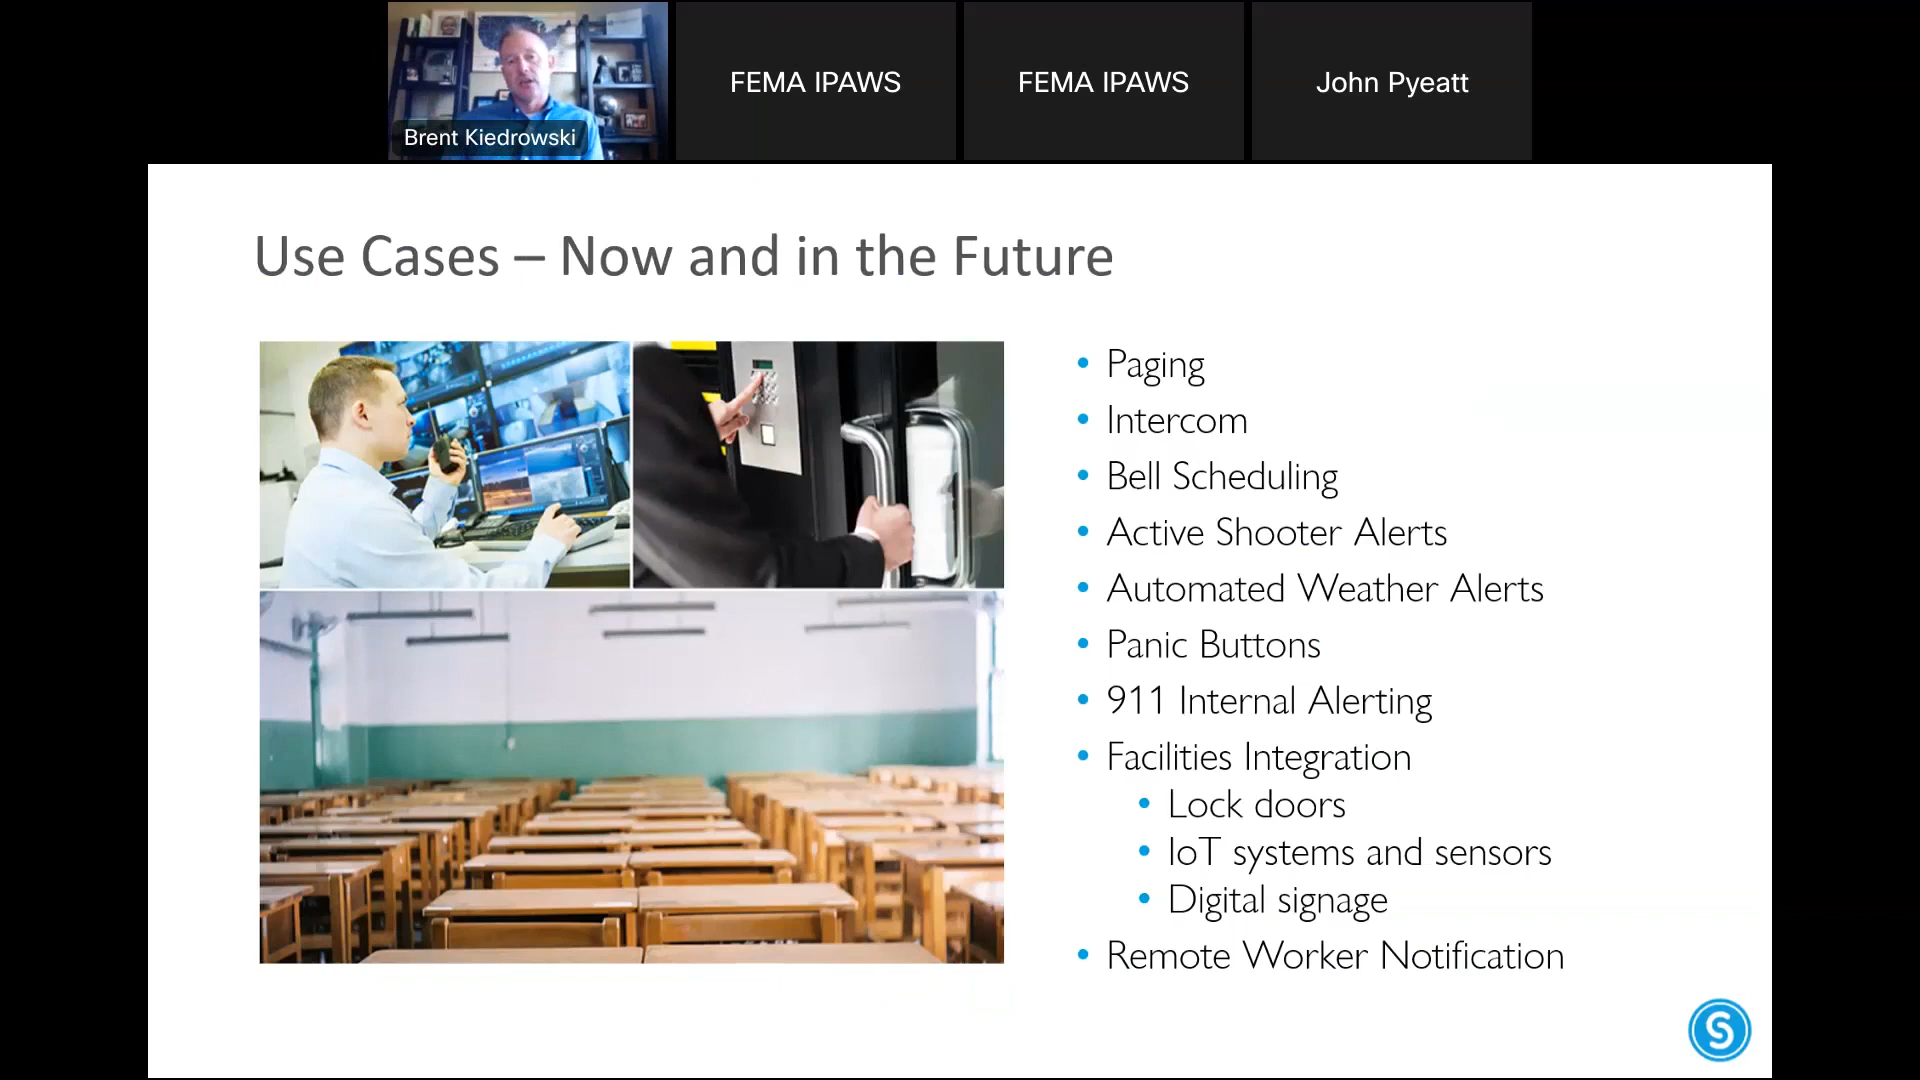 FEMA IPAWS
FEMA IPAWS
John Pyeatt
Brent Kiedrowski
Use Cases – Now and in the Future
• Paging
• Intercom
• Bell Scheduling
• Active Shooter Alerts
• Automated Weather Alerts
• Panic Buttons
• 911 Internal Alerting
• Facilities Integration
• Lock doors
• IoT systems and sensors
• Digital signage
• Remote Worker Notification
S